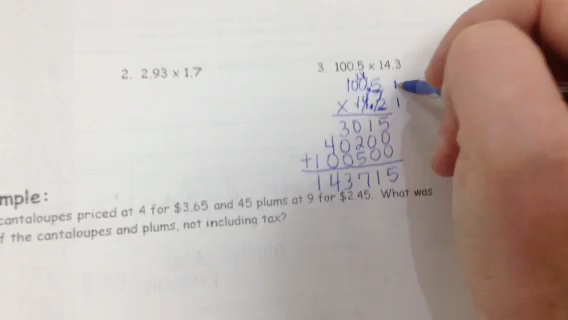 2. 2.93 x 1.7
3. 100.5 x 14.3
100.5 1
x 14. 1
3015
40200
+100500
143715
mple:
cantaloupes priced at 4 for $3.65 and 45 plums at 9 for $2.45. What was
f the cantaloupes and plums, not including tax?